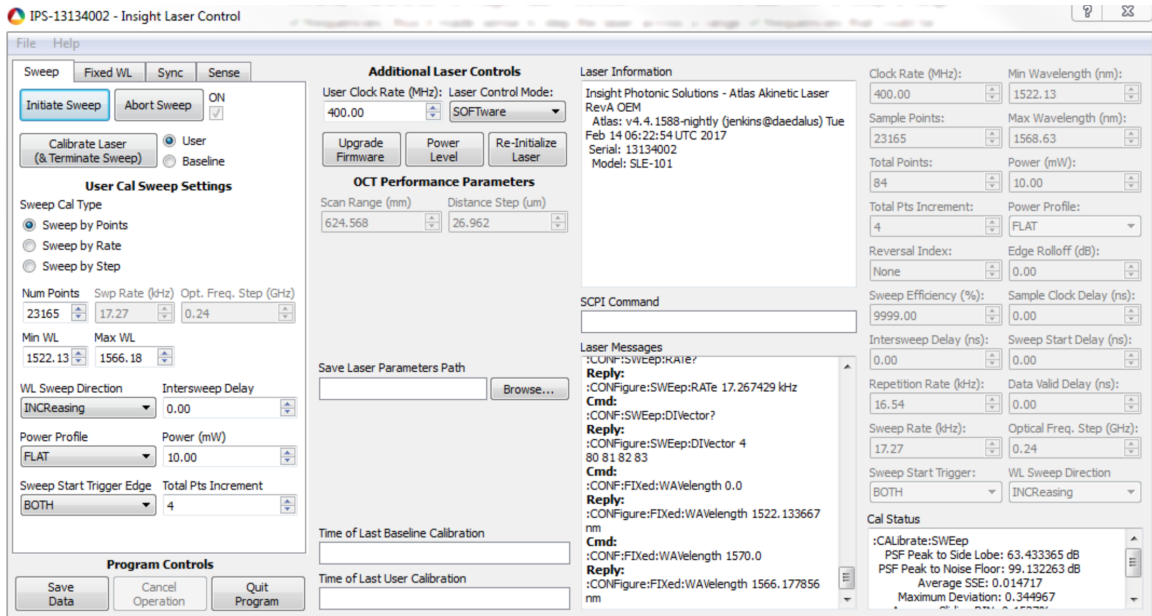 IPS-13134002 - Insight Laser Control
File Help
Sweep Fixed WL Sync Sense
Initiate Sweep Abort Sweep ON
Calibrate Laser
(& Terminate Sweep)
User
Baseline
User Cal Sweep Settings
Sweep Cal Type
Sweep by Points
Sweep by Rate
Sweep by Step
Num Points Swp Rate (kHz) Opt. Freq. Step (GHz)
23165 17.27 0.24
Min WL Max WL
1522.13 1566.18
WL Sweep Direction Intersweep Delay
INCReasing 0.00
Power Profile Power (mW)
FLAT 10.00
Sweep Start Trigger Edge Total Pts Increment
BOTH 4
Program Controls
Save
Data
Cancel
Operation
Quit
Program
Additional Laser Controls
User Clock Rate (MHz): Laser Control Mode:
400.00 SOFTware
Upgrade
Firmware
Power
Level
Re-Initialize
Laser
OCT Performance Parameters
Scan Range (mm) Distance Step (um)
624.568 26.962
Save Laser Parameters Path
Browse...
Time of Last Baseline Calibration
Time of Last User Calibration
Laser Information
Insight Photonic Solutions - Atlas Akinetic Laser
RevA OEM
Atlas: v4.4.1588-nightly (jenkins@daedalus) Tue
Feb 14 06:22:54 UTC 2017
Serial: 13134002
Model: SLE-101
SCPI Command
Laser Messages
:CONF:SWEep:RATe?
Reply:
:CONFigure:SWEep:RATe 17.267429 kHz
Cmd:
:CONF:SWEep:DIVector?
Reply:
:CONFigure:SWEep:DIVector 4
80 81 82 83
Cmd:
:CONF:FIXed:WAVelength 0.0
Reply:
:CONFigure:FIXed:WAVelength 1522.133667
nm
Cmd:
:CONF:FIXed:WAVelength 1570.0
Reply:
:CONFigure:FIXed:WAVelength 1566.177856
nm
Clock Rate (MHz): Min Wavelength (nm):
400.00 1522.13
Sample Points: Max Wavelength (nm):
23165 1568.63
Total Points: Power (mW):
84 10.00
Total Pts Increment: Power Profile:
4 FLAT
Reversal Index: Edge Rolloff (dB):
None 0.00
Sweep Efficiency (%): Sample Clock Delay (ns):
9999.00 0.00
Intersweep Delay (ns): Sweep Start Delay (ns):
0.00 0.00
Repetition Rate (kHz): Data Valid Delay (ns):
16.54 0.00
Sweep Rate (kHz): Optical Freq. Step (GHz):
17.27 0.24
Sweep Start Trigger: WL Sweep Direction
BOTH INCReasing
Cal Status
:CALibrate:SWEep
PSF Peak to Side Lobe: 63.433365 dB
PSF Peak to Noise Floor: 99.132263 dB
Average SSE: 0.014717
Maximum Deviation: 0.344967